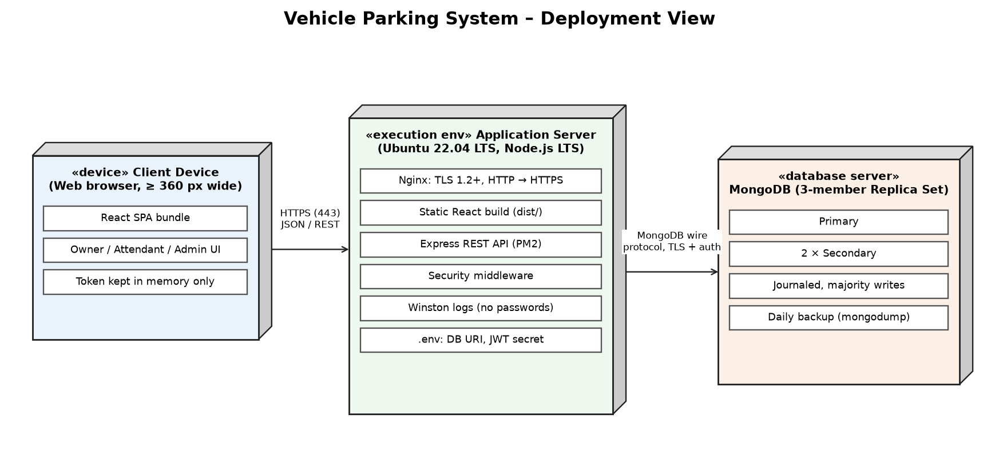 Vehicle Parking System – Deployment View
«device» Client Device
(Web browser, ≥ 360 px wide)
React SPA bundle
Owner / Attendant / Admin UI
Token kept in memory only
HTTPS (443)
JSON / REST
«execution env» Application Server
(Ubuntu 22.04 LTS, Node.js LTS)
Nginx: TLS 1.2+, HTTP → HTTPS
Static React build (dist/)
Express REST API (PM2)
Security middleware
Winston logs (no passwords)
.env: DB URI, JWT secret
MongoDB wire
protocol, TLS + auth
«database server»
MongoDB (3-member Replica Set)
Primary
2 × Secondary
Journaled, majority writes
Daily backup (mongodump)